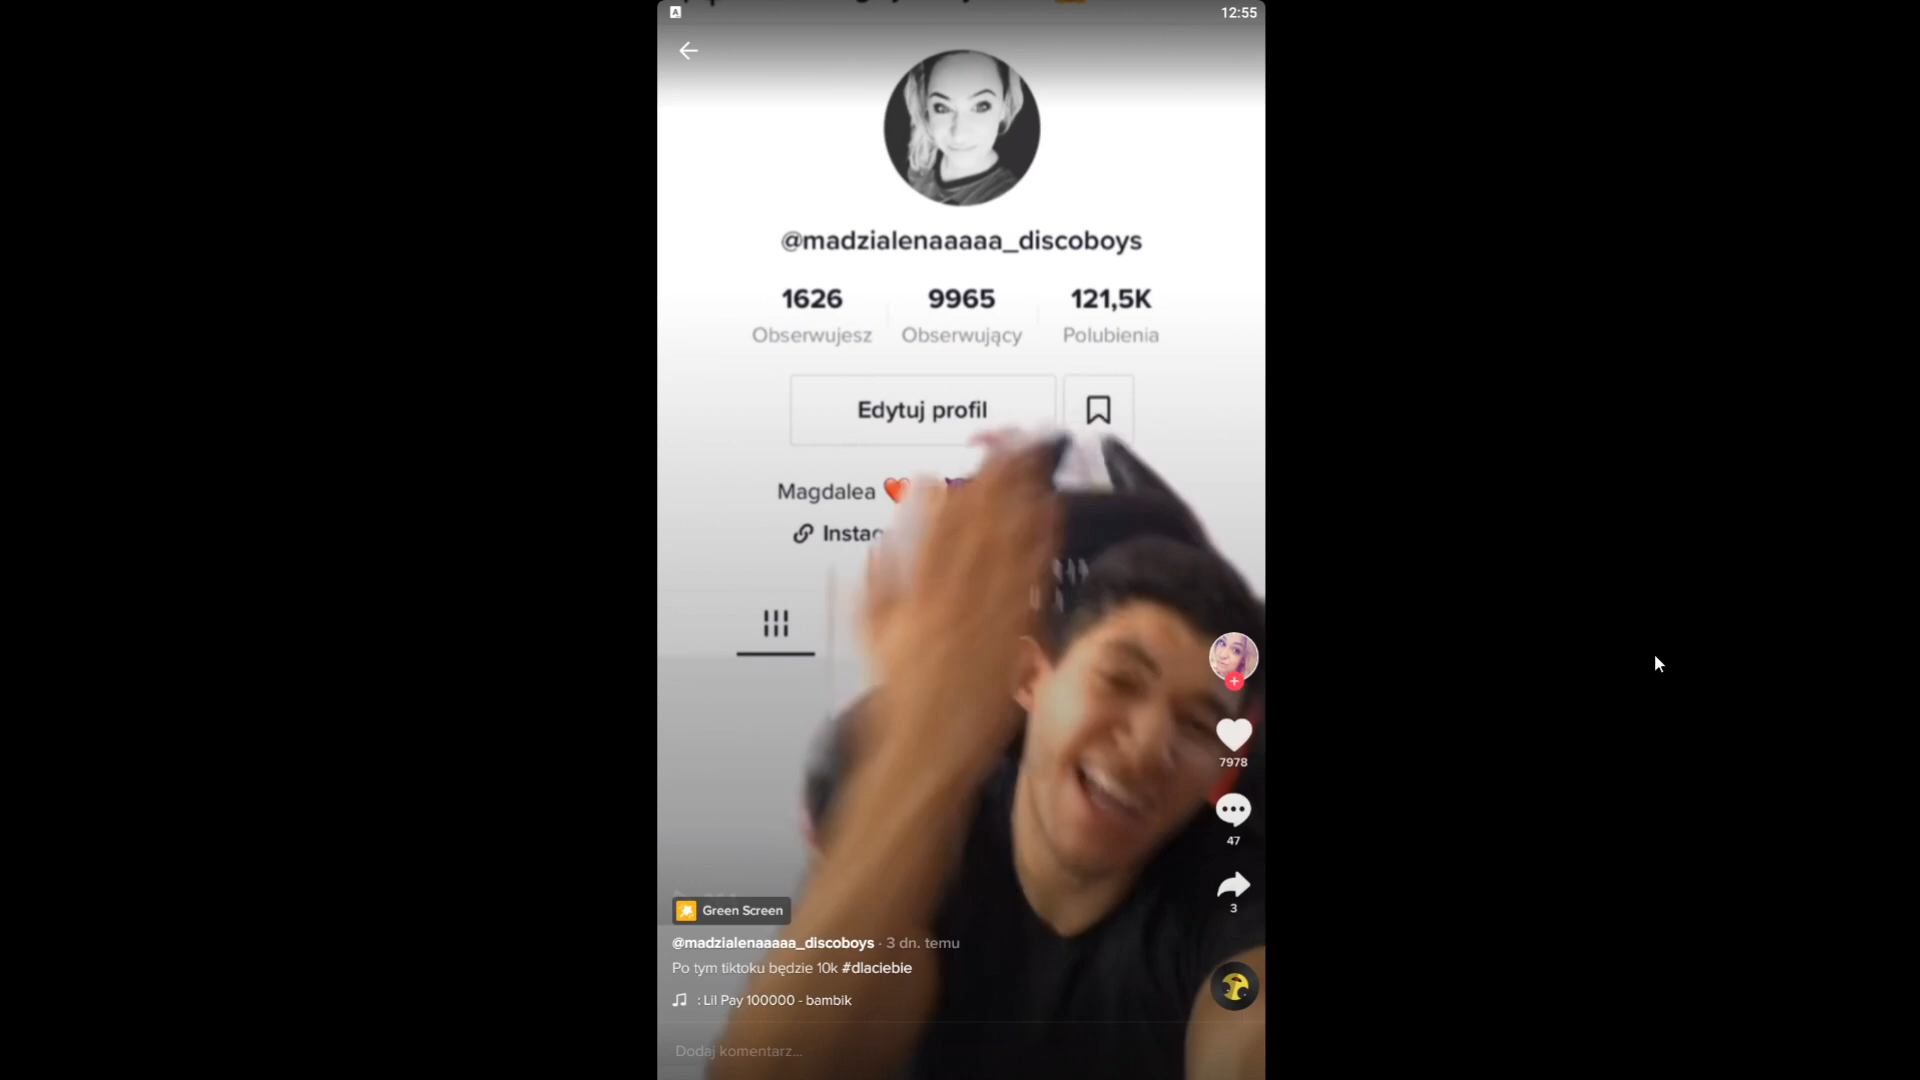 12:55
@madzialenaaaaa_discoboys
1626 9965 121,5K
Obserwujesz Obserwujący Polubienia
Edytuj profil
Magdalea
7978
47
3
Green Screen
@madzialenaaaaa_discoboys · 3 dn. temu
Po tym tiktoku będzie 10k #dlaciebie
: Lil Pay 100000 - bambik
Dodaj komentarz...